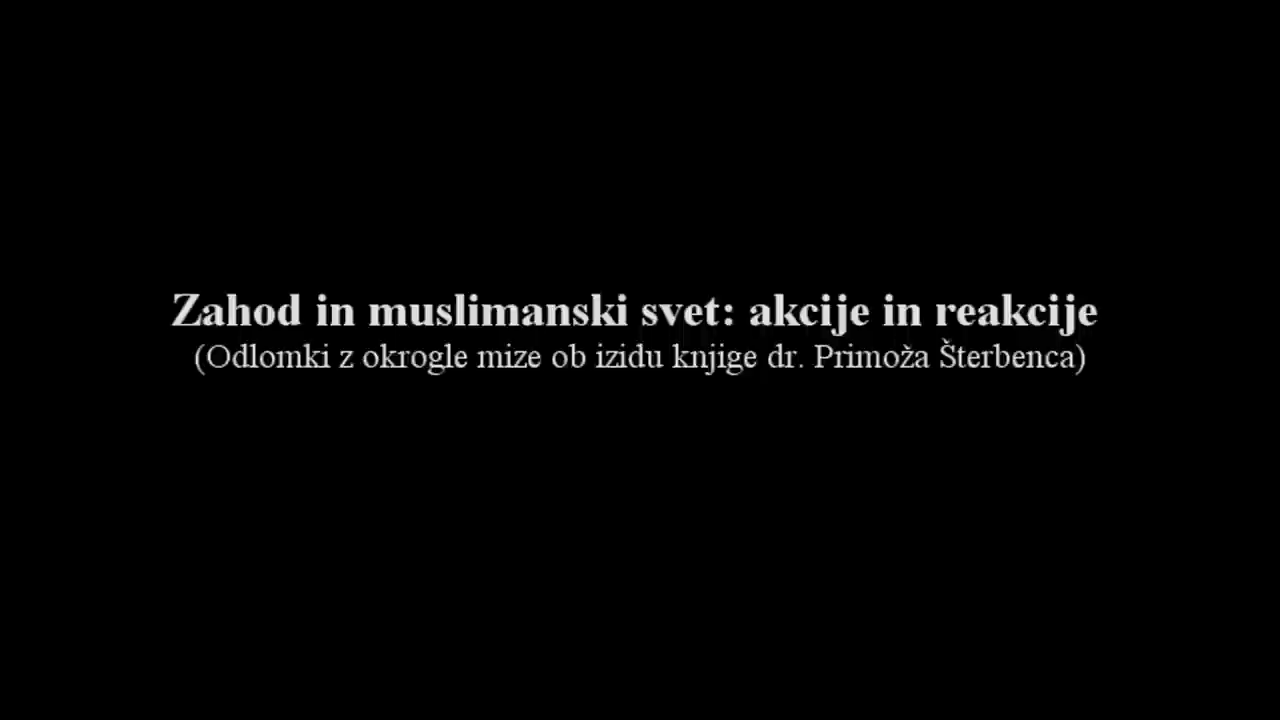 Zahod in muslimanski svet: akcije in reakcije
(Odlomki z okrogle mize ob izidu knjige dr. Primoža Šterbenca)